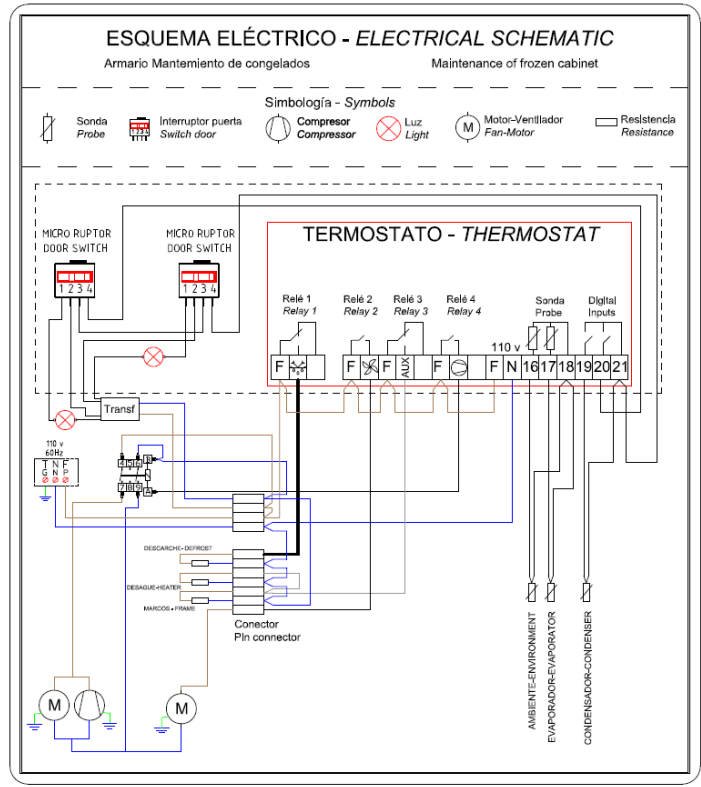 ESQUEMA ELÉCTRICO - ELECTRICAL SCHEMATIC
Armario Mantemiento de congelados
Maintenance of frozen cabinet
Simbología - Symbols
Sonda
Probe
1 2 3 4
Interruptor puerta
Switch door
Compresor
Compressor
Luz
Light
M
Motor-Ventilador
Fan-Motor
Resistencia
Resistance
MICRO RUPTOR
DOOR SWITCH
1 2 3 4
MICRO RUPTOR
DOOR SWITCH
1 2 3 4
TERMOSTATO - THERMOSTAT
Relé 1
Relay 1
Relé 2
Relay 2
Relé 3
Relay 3
Relé 4
Relay 4
Sonda
Probe
Digital
Inputs
110 v
F F F AUX F F N 16 17 18 19 20 21
Transf
110 v
60Hz
T N F
G N P
4 5 6 B
7 8 9 A
DESCARCHE-DEFROST
DESAGUE-HEATER
MARCOS-FRAME
Conector
Pin connector
M
M
AMBIENTE-ENVIRONMENT
EVAPORADOR-EVAPORATOR
CONDENSADOR-CONDENSER